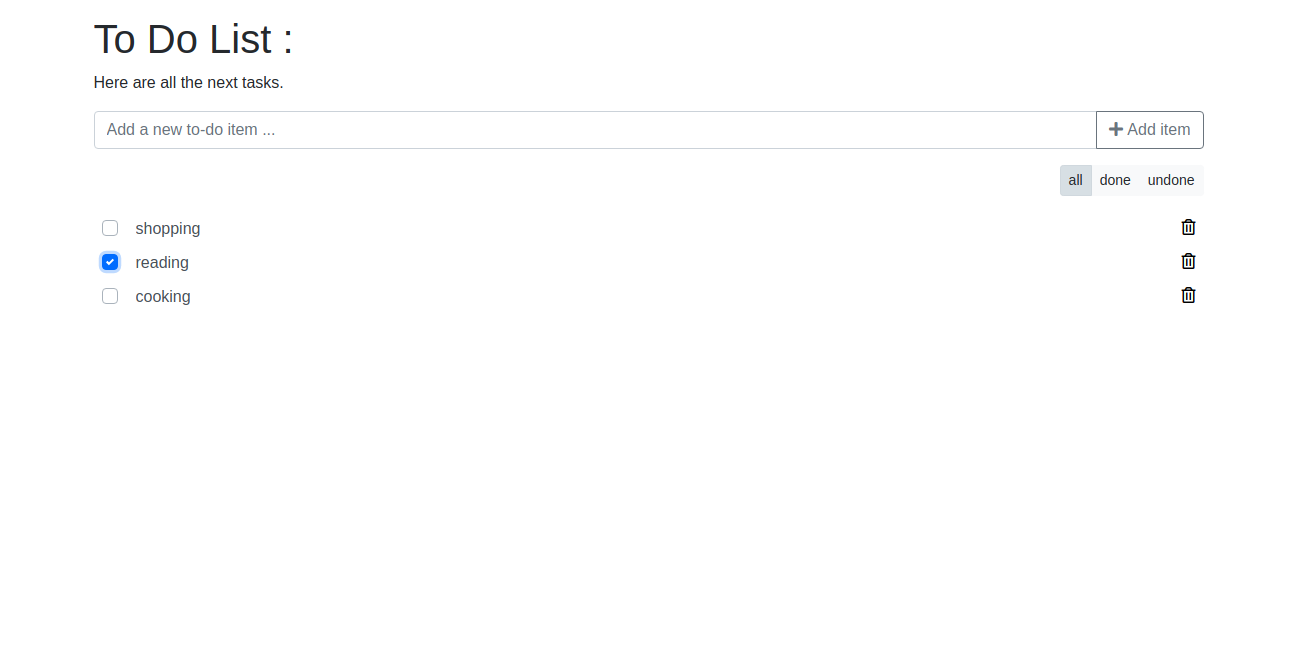 To Do List :
Here are all the next tasks.
Add a new to-do item ... Add item
all done undone
shopping
reading
cooking